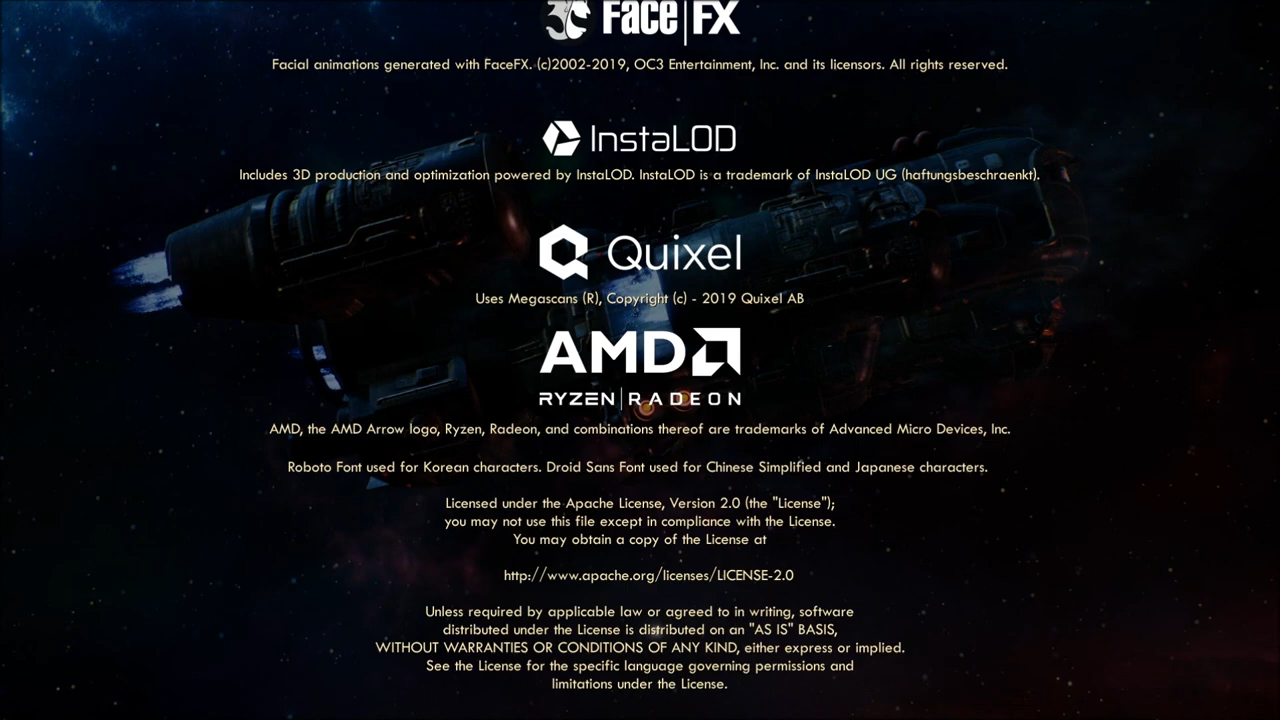 Face|FX
Facial animations generated with FaceFX. (c)2002-2019, OC3 Entertainment, Inc. and its licensors. All rights reserved.
InstaLOD
Includes 3D production and optimization powered by InstaLOD. InstaLOD is a trademark of InstaLOD UG (haftungsbeschraenkt).
Quixel
Uses Megascans (R), Copyright (c) - 2019 Quixel AB
AMD
RYZEN | RADEON
AMD, the AMD Arrow logo, Ryzen, Radeon, and combinations thereof are trademarks of Advanced Micro Devices, Inc.
Roboto Font used for Korean characters. Droid Sans Font used for Chinese Simplified and Japanese characters.
Licensed under the Apache License, Version 2.0 (the "License");
you may not use this file except in compliance with the License.
You may obtain a copy of the License at
http://www.apache.org/licenses/LICENSE-2.0
Unless required by applicable law or agreed to in writing, software
distributed under the License is distributed on an "AS IS" BASIS,
WITHOUT WARRANTIES OR CONDITIONS OF ANY KIND, either express or implied.
See the License for the specific language governing permissions and
limitations under the License.